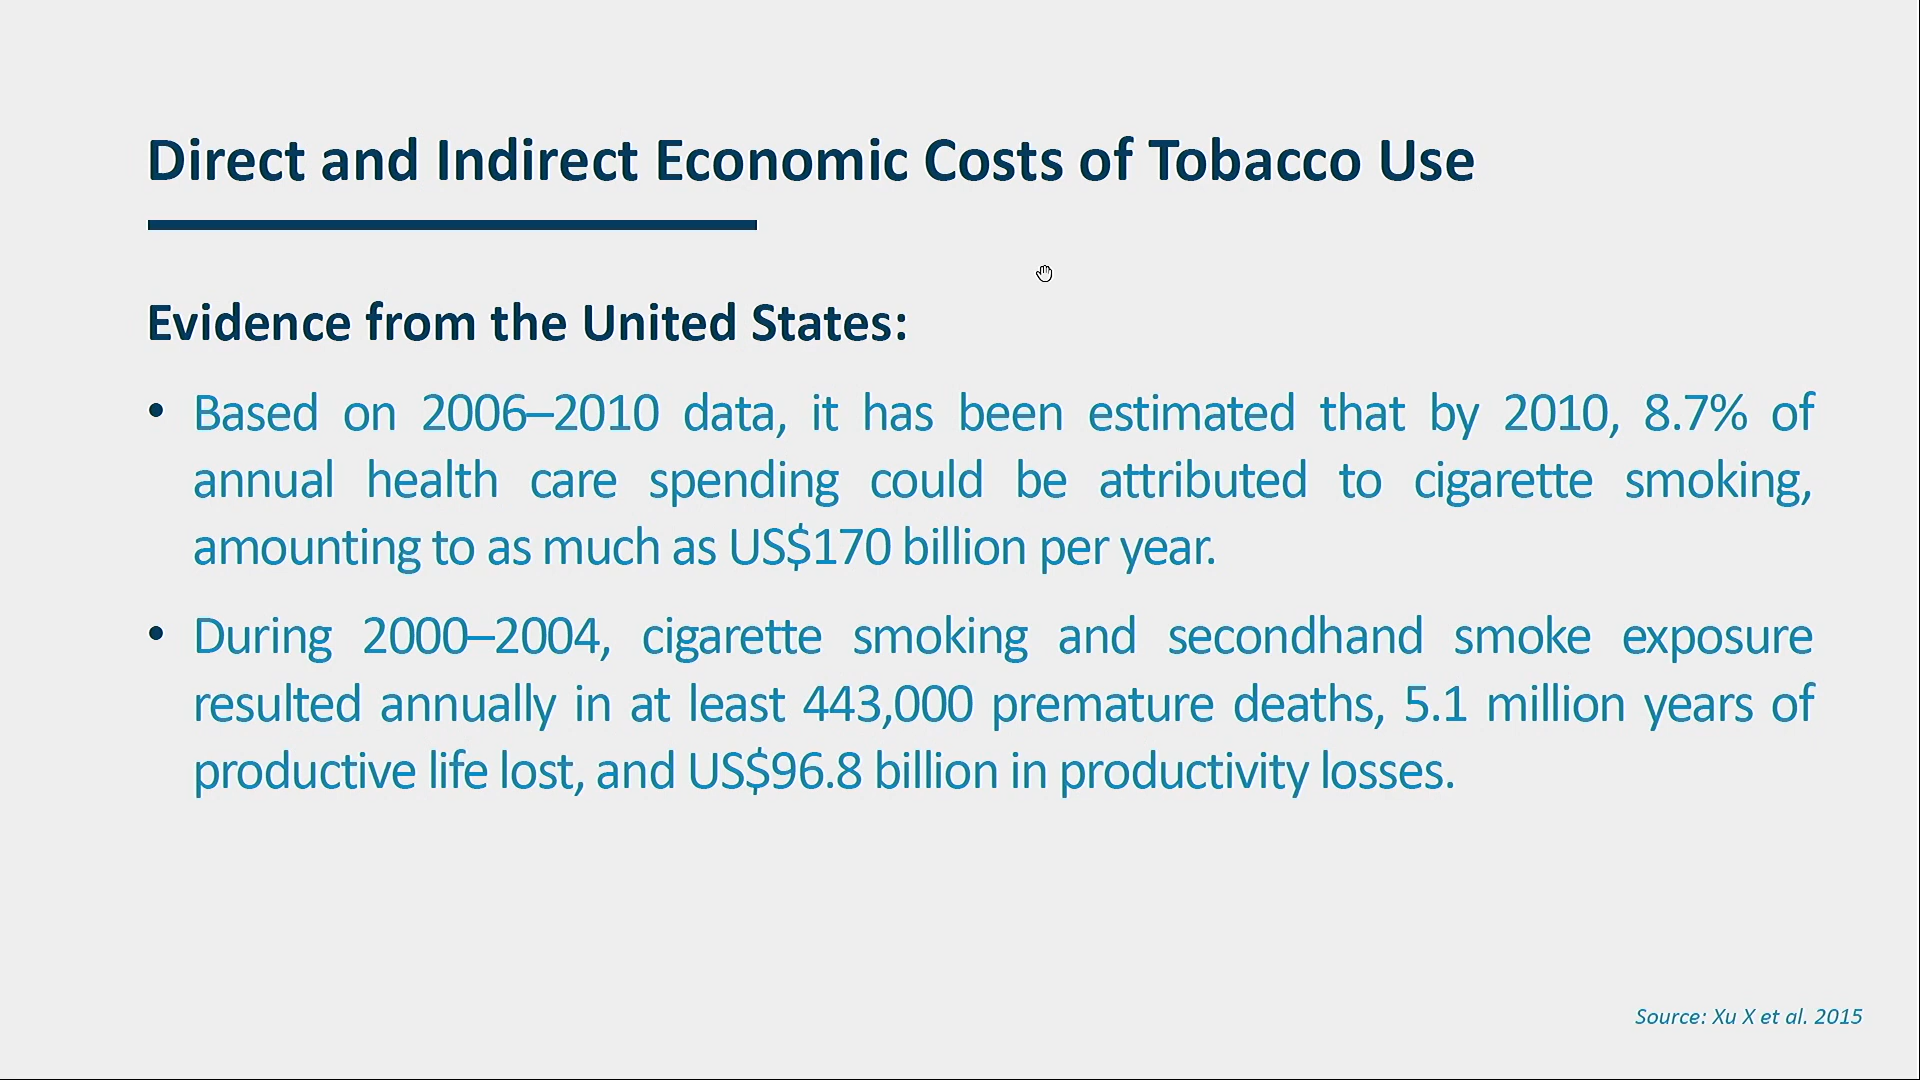 Direct and Indirect Economic Costs of Tobacco Use
Evidence from the United States:
• Based on 2006–2010 data, it has been estimated that by 2010, 8.7% of
annual health care spending could be attributed to cigarette smoking,
amounting to as much as US$170 billion per year.
• During 2000–2004, cigarette smoking and secondhand smoke exposure
resulted annually in at least 443,000 premature deaths, 5.1 million years of
productive life lost, and US$96.8 billion in productivity losses.
Source: Xu X et al. 2015